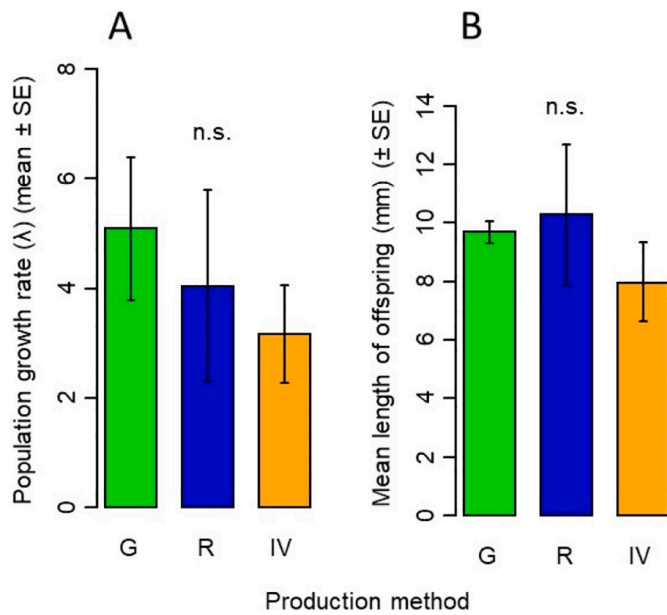 A
B
Population growth rate (λ) (mean ± SE)
8
6
4
2
0
n.s.
G R IV
Mean length of offspring (mm) (± SE)
14
12
10
8
6
4
2
0
n.s.
G R IV
Production method